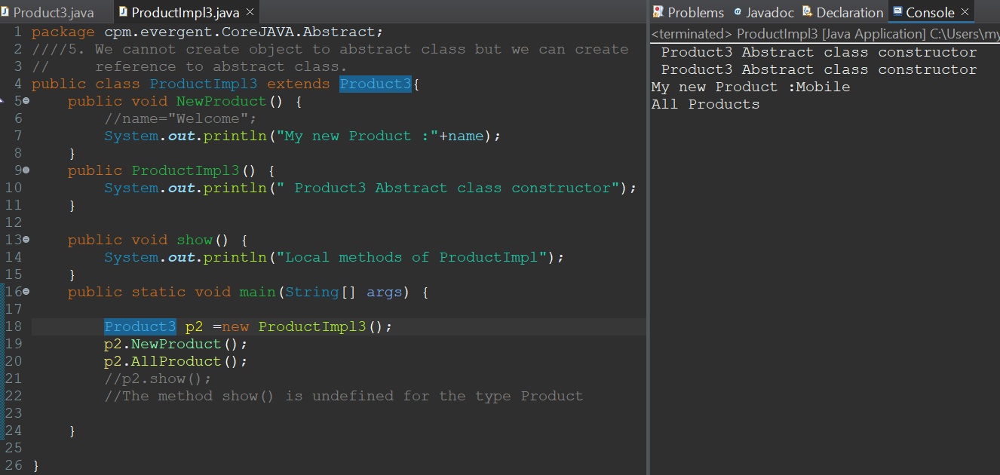 Product3.java ProductImpl3.java
1 package cpm.evergent.CoreJAVA.Abstract;
2 ////5. We cannot create object to abstract class but we can create
3 //     reference to abstract class.
4 public class ProductImpl3 extends Product3{
5     public void NewProduct() {
6         //name="Welcome";
7         System.out.println("My new Product :"+name);
8     }
9     public ProductImpl3() {
10         System.out.println(" Product3 Abstract class constructor");
11     }
12
13     public void show() {
14         System.out.println("Local methods of ProductImpl");
15     }
16     public static void main(String[] args) {
17
18         Product3 p2 =new ProductImpl3();
19         p2.NewProduct();
20         p2.AllProduct();
21         //p2.show();
22         //The method show() is undefined for the type Product
23
24     }
25
26 }
Problems @ Javadoc Declaration Console
<terminated> ProductImpl3 [Java Application] C:\Users\my
 Product3 Abstract class constructor
 Product3 Abstract class constructor
My new Product :Mobile
All Products